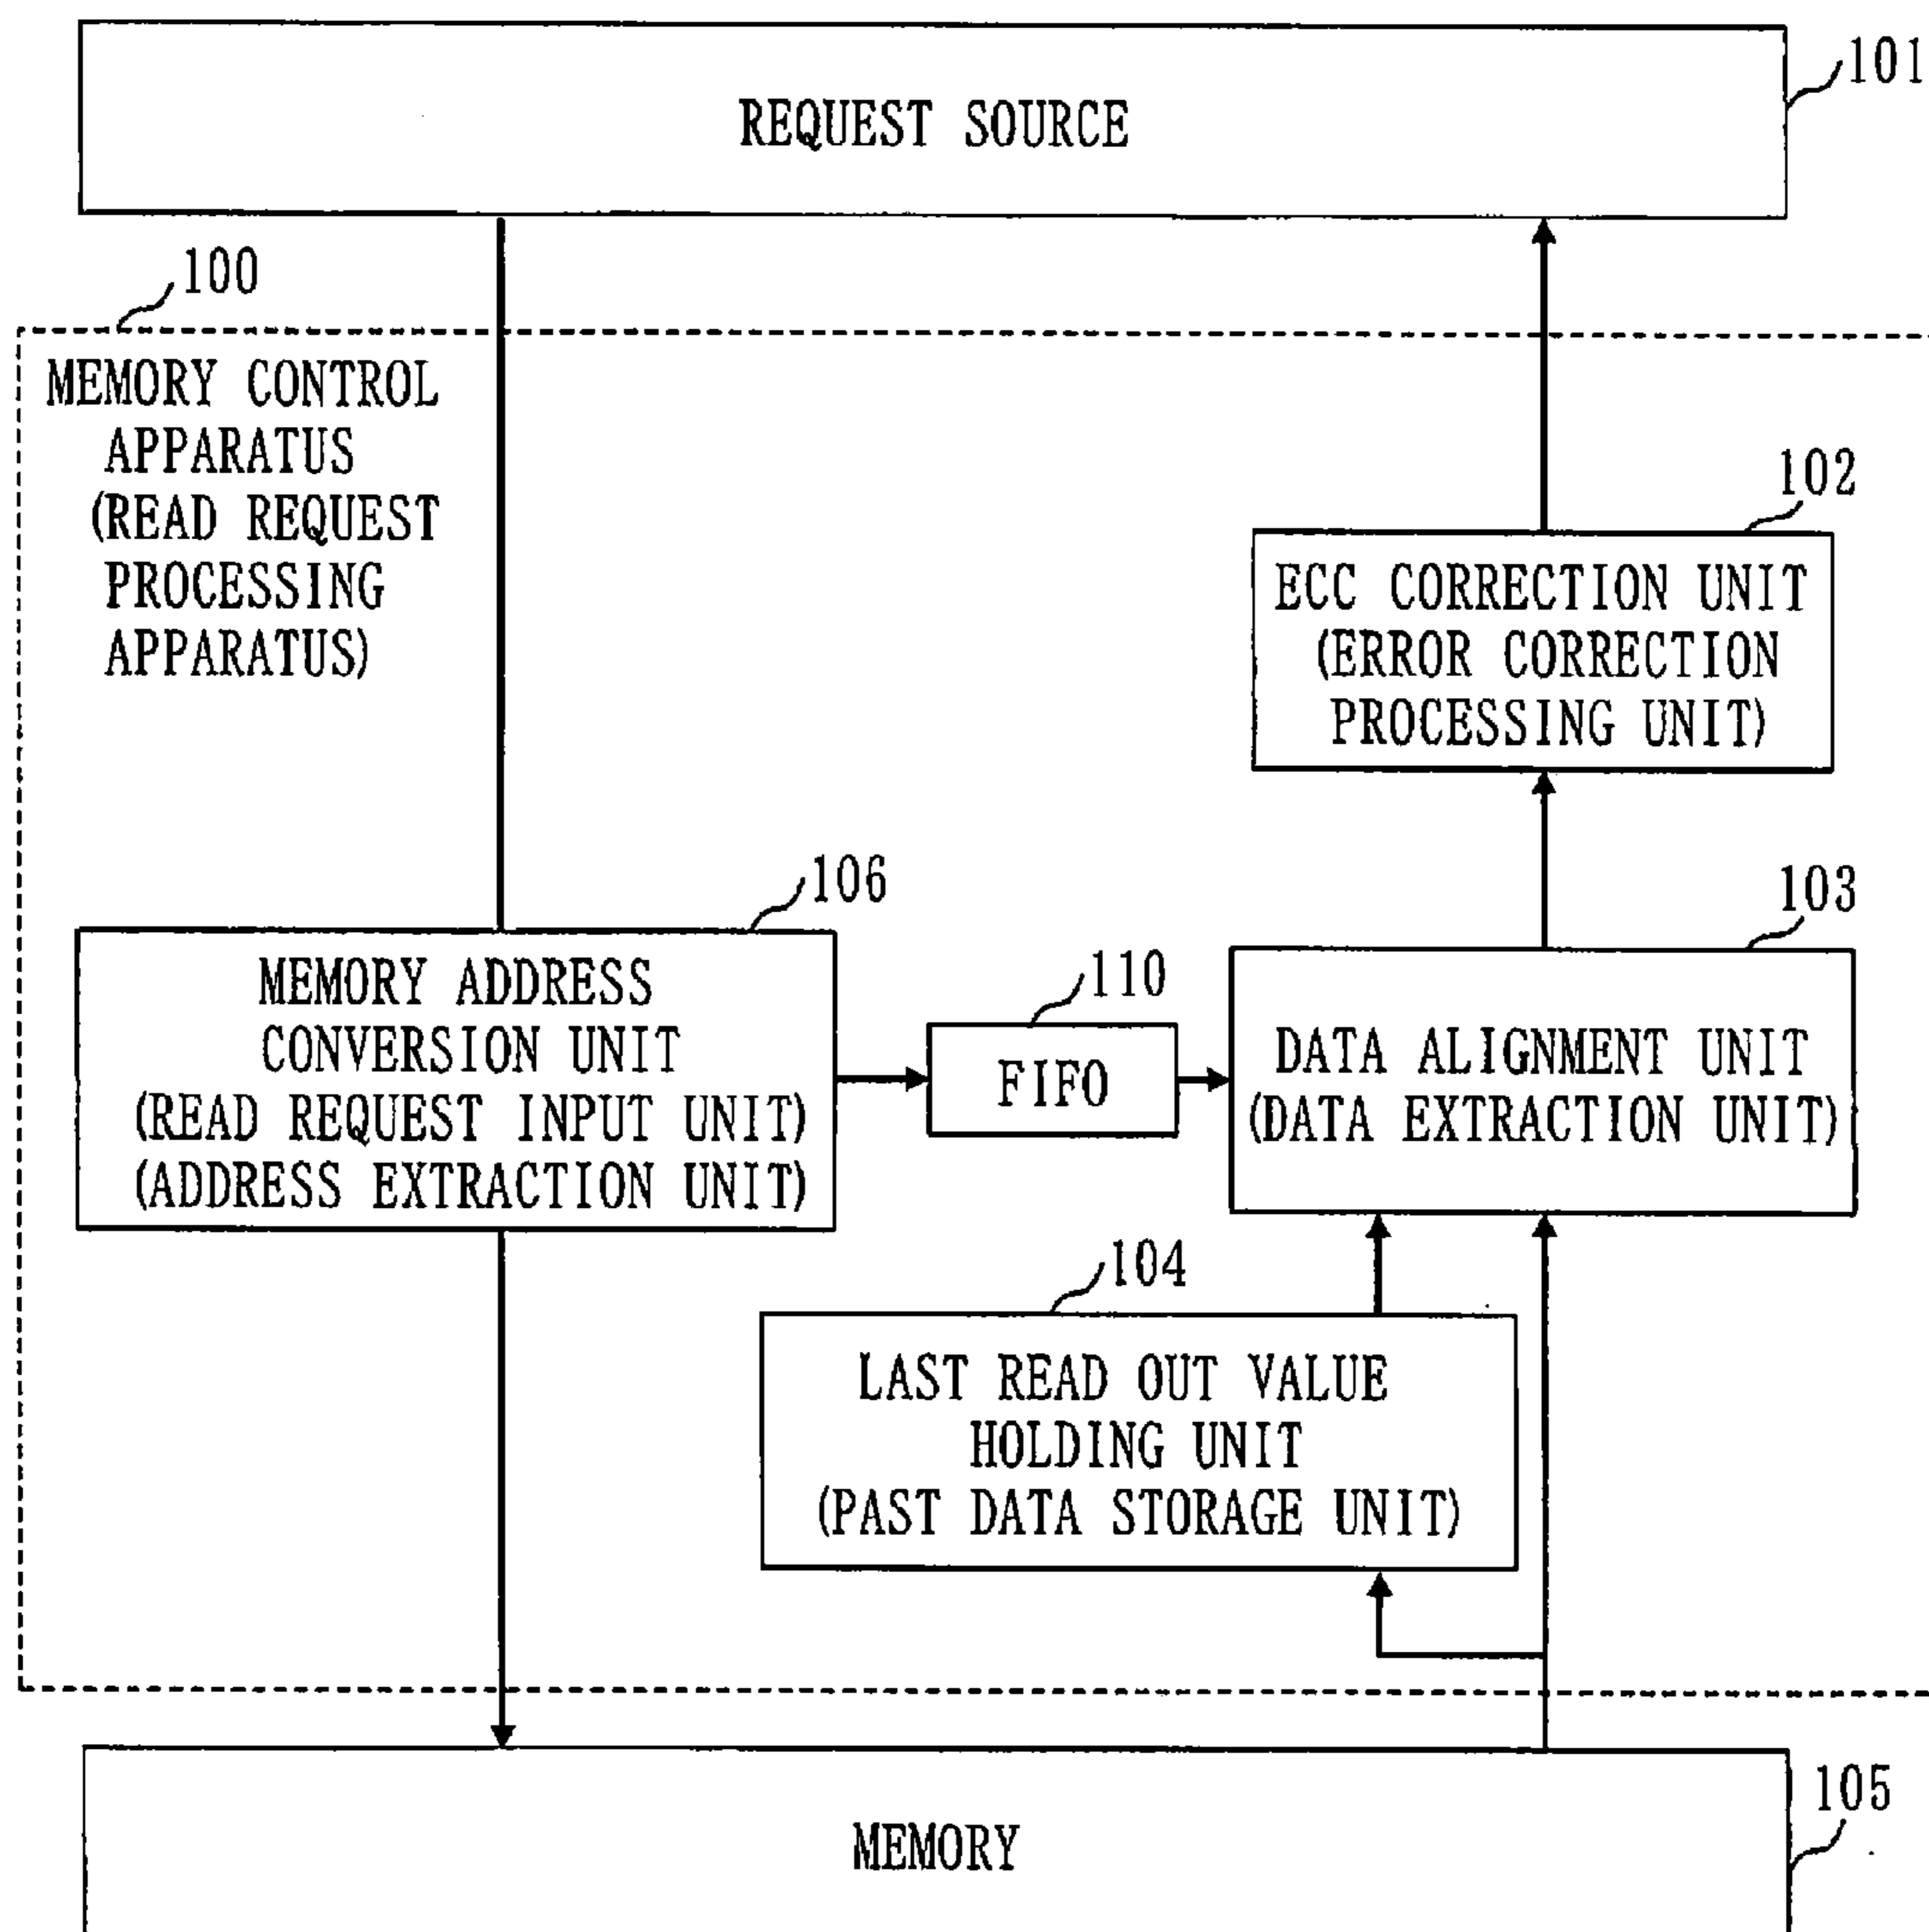 101
REQUEST SOURCE
100
MEMORY CONTROL
APPARATUS
(READ REQUEST
PROCESSING
APPARATUS)
102
ECC CORRECTION UNIT
(ERROR CORRECTION
PROCESSING UNIT)
106
MEMORY ADDRESS
CONVERSION UNIT
(READ REQUEST INPUT UNIT)
(ADDRESS EXTRACTION UNIT)
110
FIFO
103
DATA ALIGNMENT UNIT
(DATA EXTRACTION UNIT)
104
LAST READ OUT VALUE
HOLDING UNIT
(PAST DATA STORAGE UNIT)
105
MEMORY